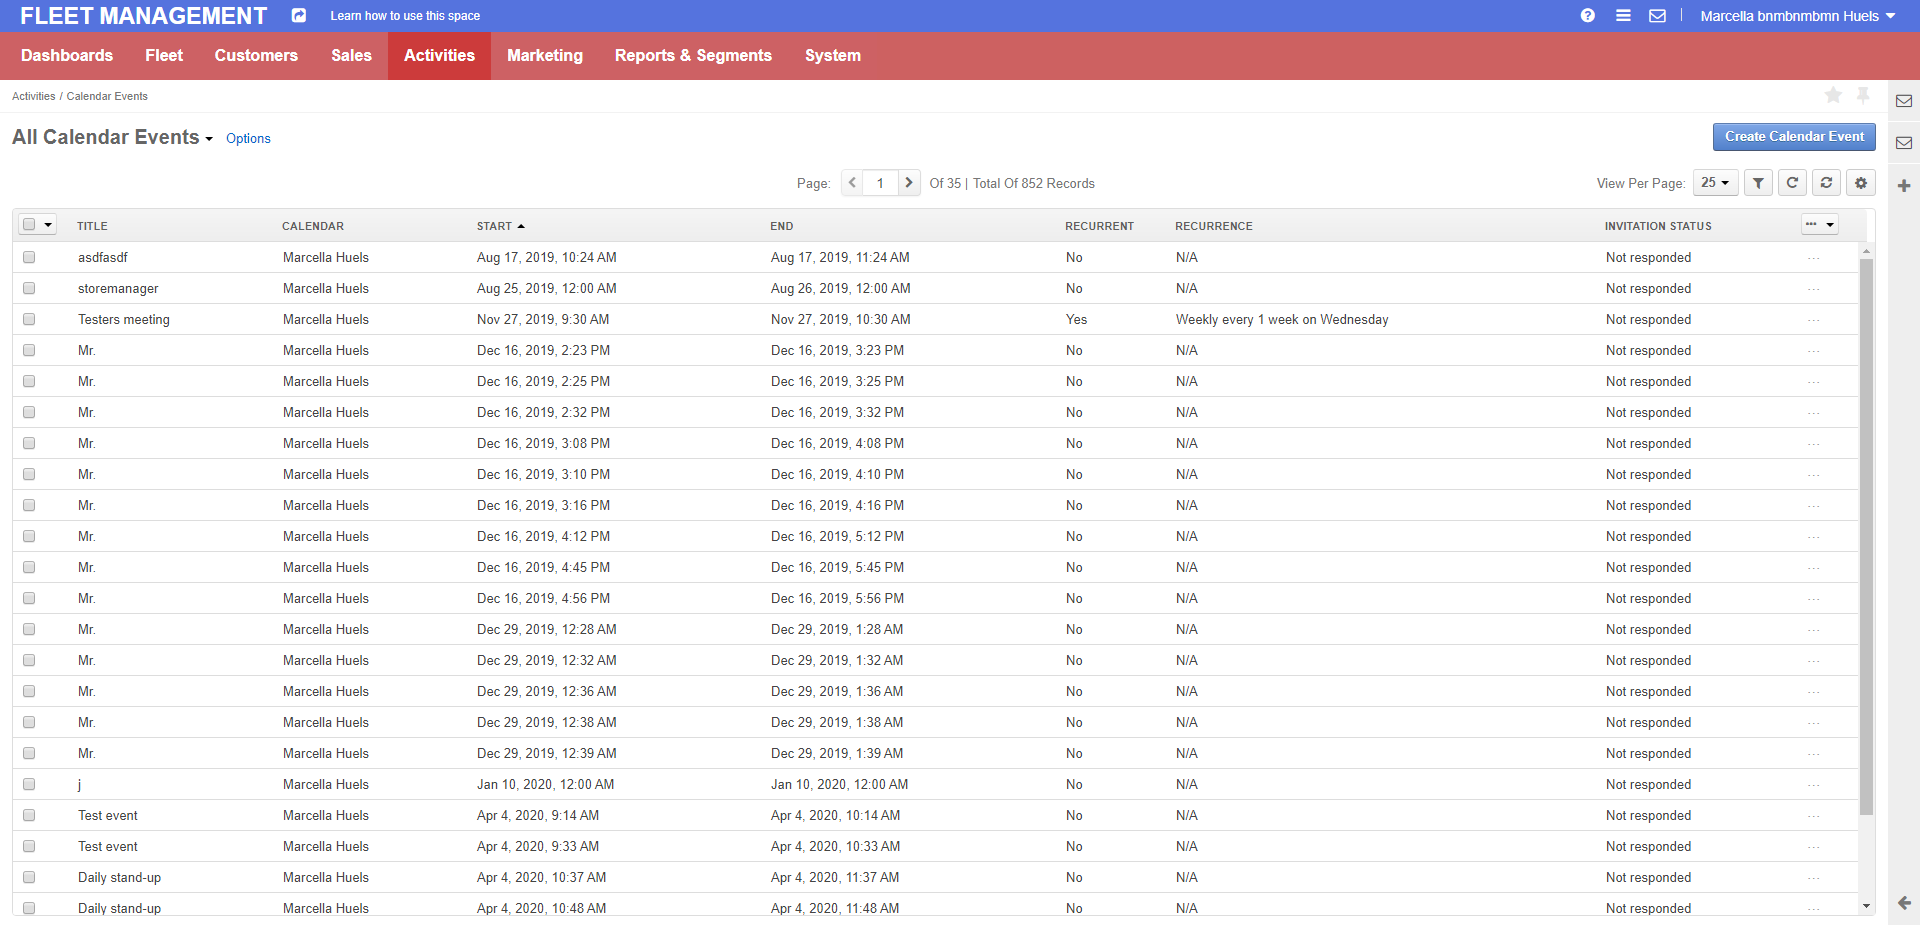 FLEET MANAGEMENT Learn how to use this space Marcella bnmbnmbmn Huels
Dashboards Fleet Customers Sales Activities Marketing Reports & Segments System
Activities / Calendar Events
All Calendar Events Options Create Calendar Event
Page: 1 Of 35 | Total Of 852 Records View Per Page: 25
TITLE CALENDAR START END RECURRENT RECURRENCE INVITATION STATUS
asdfasdf Marcella Huels Aug 17, 2019, 10:24 AM Aug 17, 2019, 11:24 AM No N/A Not responded
storemanager Marcella Huels Aug 25, 2019, 12:00 AM Aug 26, 2019, 12:00 AM No N/A Not responded
Testers meeting Marcella Huels Nov 27, 2019, 9:30 AM Nov 27, 2019, 10:30 AM Yes Weekly every 1 week on Wednesday Not responded
Mr. Marcella Huels Dec 16, 2019, 2:23 PM Dec 16, 2019, 3:23 PM No N/A Not responded
Mr. Marcella Huels Dec 16, 2019, 2:25 PM Dec 16, 2019, 3:25 PM No N/A Not responded
Mr. Marcella Huels Dec 16, 2019, 2:32 PM Dec 16, 2019, 3:32 PM No N/A Not responded
Mr. Marcella Huels Dec 16, 2019, 3:08 PM Dec 16, 2019, 4:08 PM No N/A Not responded
Mr. Marcella Huels Dec 16, 2019, 3:10 PM Dec 16, 2019, 4:10 PM No N/A Not responded
Mr. Marcella Huels Dec 16, 2019, 3:16 PM Dec 16, 2019, 4:16 PM No N/A Not responded
Mr. Marcella Huels Dec 16, 2019, 4:12 PM Dec 16, 2019, 5:12 PM No N/A Not responded
Mr. Marcella Huels Dec 16, 2019, 4:45 PM Dec 16, 2019, 5:45 PM No N/A Not responded
Mr. Marcella Huels Dec 16, 2019, 4:56 PM Dec 16, 2019, 5:56 PM No N/A Not responded
Mr. Marcella Huels Dec 29, 2019, 12:28 AM Dec 29, 2019, 1:28 AM No N/A Not responded
Mr. Marcella Huels Dec 29, 2019, 12:32 AM Dec 29, 2019, 1:32 AM No N/A Not responded
Mr. Marcella Huels Dec 29, 2019, 12:36 AM Dec 29, 2019, 1:36 AM No N/A Not responded
Mr. Marcella Huels Dec 29, 2019, 12:38 AM Dec 29, 2019, 1:38 AM No N/A Not responded
Mr. Marcella Huels Dec 29, 2019, 12:39 AM Dec 29, 2019, 1:39 AM No N/A Not responded
j Marcella Huels Jan 10, 2020, 12:00 AM Jan 10, 2020, 12:00 AM No N/A Not responded
Test event Marcella Huels Apr 4, 2020, 9:14 AM Apr 4, 2020, 10:14 AM No N/A Not responded
Test event Marcella Huels Apr 4, 2020, 9:33 AM Apr 4, 2020, 10:33 AM No N/A Not responded
Daily stand-up Marcella Huels Apr 4, 2020, 10:37 AM Apr 4, 2020, 11:37 AM No N/A Not responded
Daily stand-up Marcella Huels Apr 4, 2020, 10:48 AM Apr 4, 2020, 11:48 AM No N/A Not responded